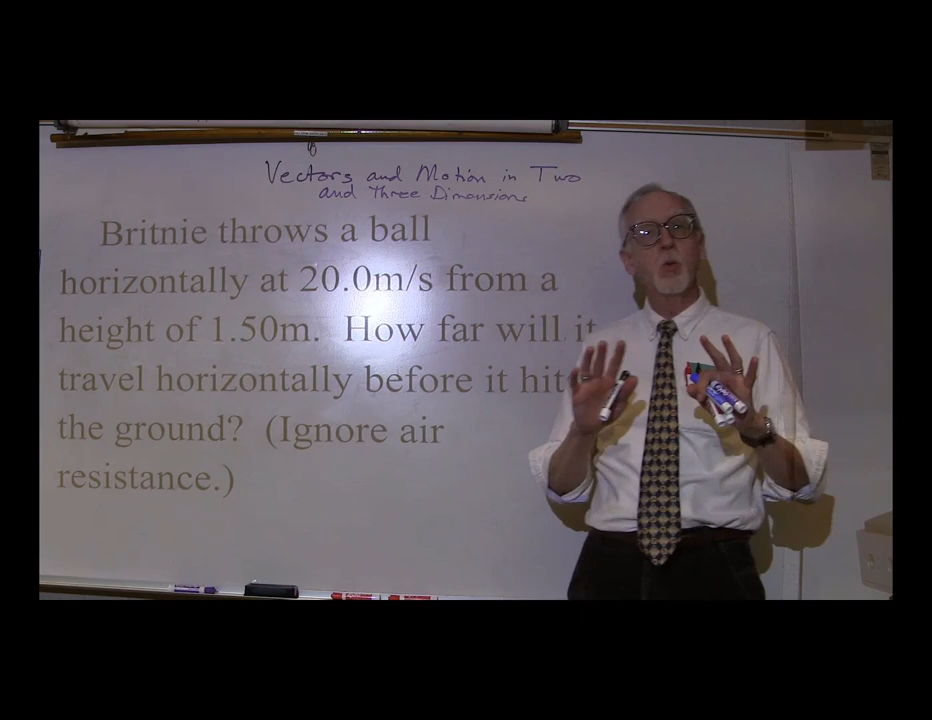 Vectors and Motion in Two
and Three Dimensions
Britnie throws a ball
horizontally at 20.0m/s from a
height of 1.50m. How far will it
travel horizontally before it hit
the ground? (Ignore air
resistance.)